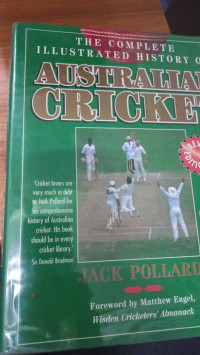 THE COMPLETE
ILLUSTRATED HISTORY O
AUSTRALIAN
CRICKET
'Cricket lovers are
very much in debt
to Jack Pollard for
his comprehensive
history of Australian
cricket. His book
should be in every
cricket library.'
Sir Donald Bradman
JACK POLLARD
Foreword by Matthew Engel,
Wisden Cricketers' Almanack